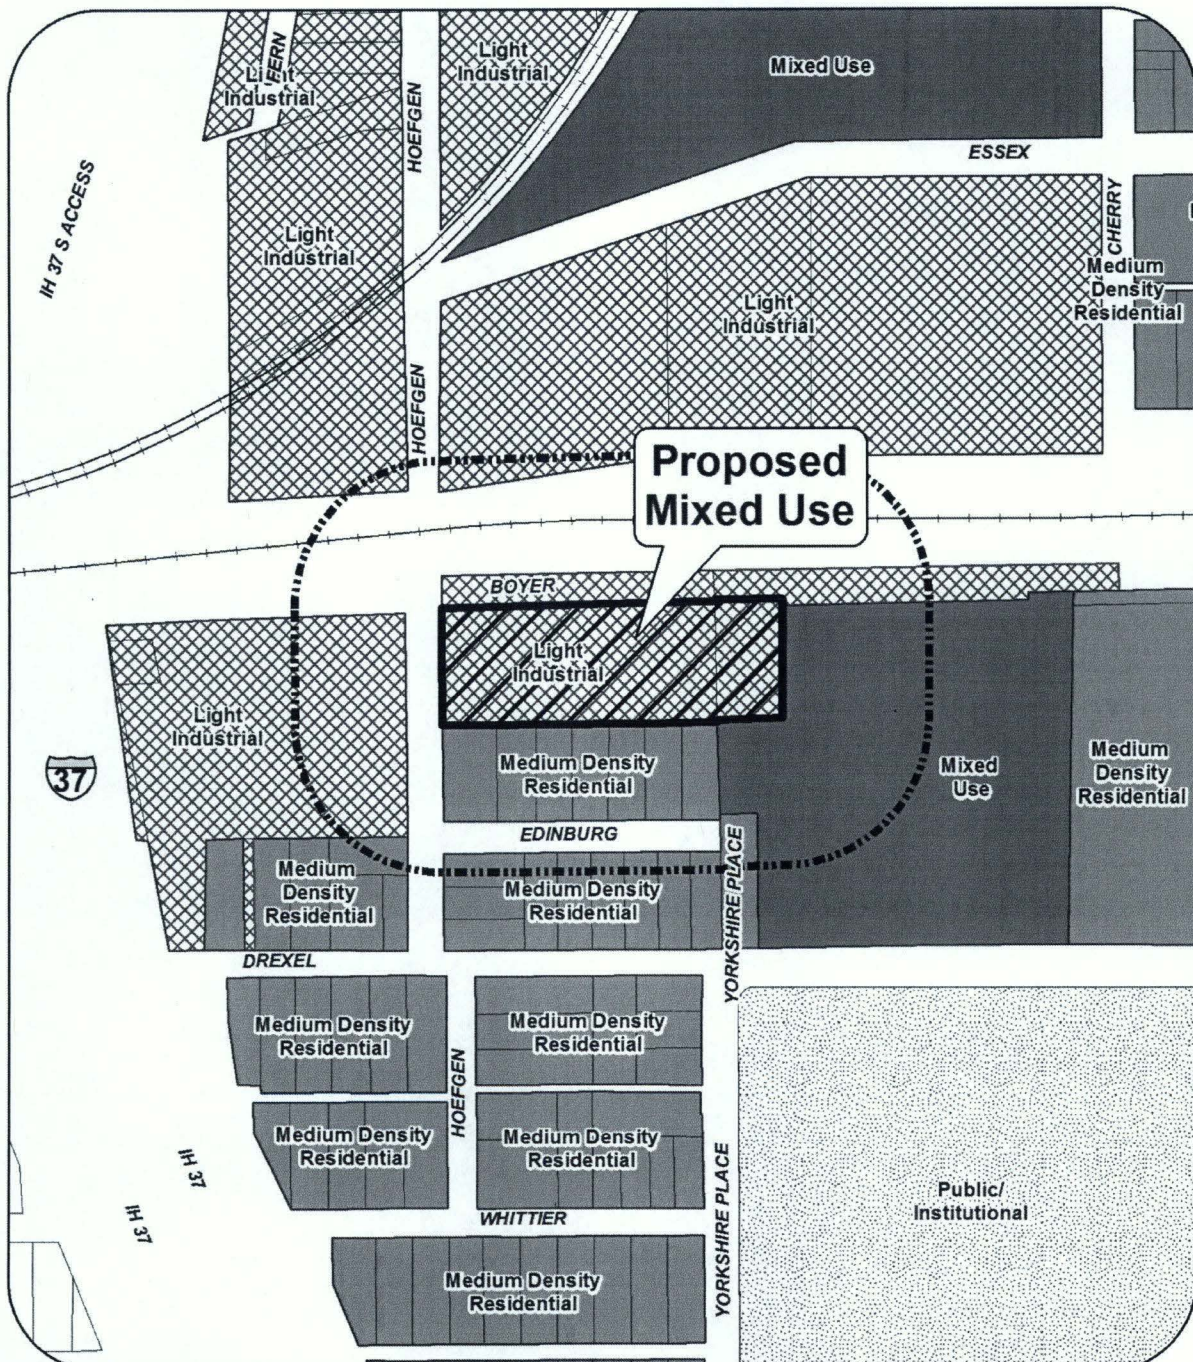 FERN
Light
Industrial
HOEFGEN
Light
Industrial
Mixed Use
ESSEX
IH 37 S ACCESS
Light
Industrial
CHERRY
Medium
Density
Residential
Light
Industrial
HOEFGEN
Proposed
Mixed Use
BOYER
Light
Industrial
Light
Industrial
37
Medium Density
Residential
Mixed
Use
Medium
Density
Residential
EDINBURG
Medium
Density
Residential
Medium Density
Residential
YORKSHIRE PLACE
DREXEL
Medium Density
Residential
Medium Density
Residential
HOEFGEN
Medium Density
Residential
Medium Density
Residential
IH 37
IH 37
WHITTIER
YORKSHIRE PLACE
Public/
Institutional
Medium Density
Residential